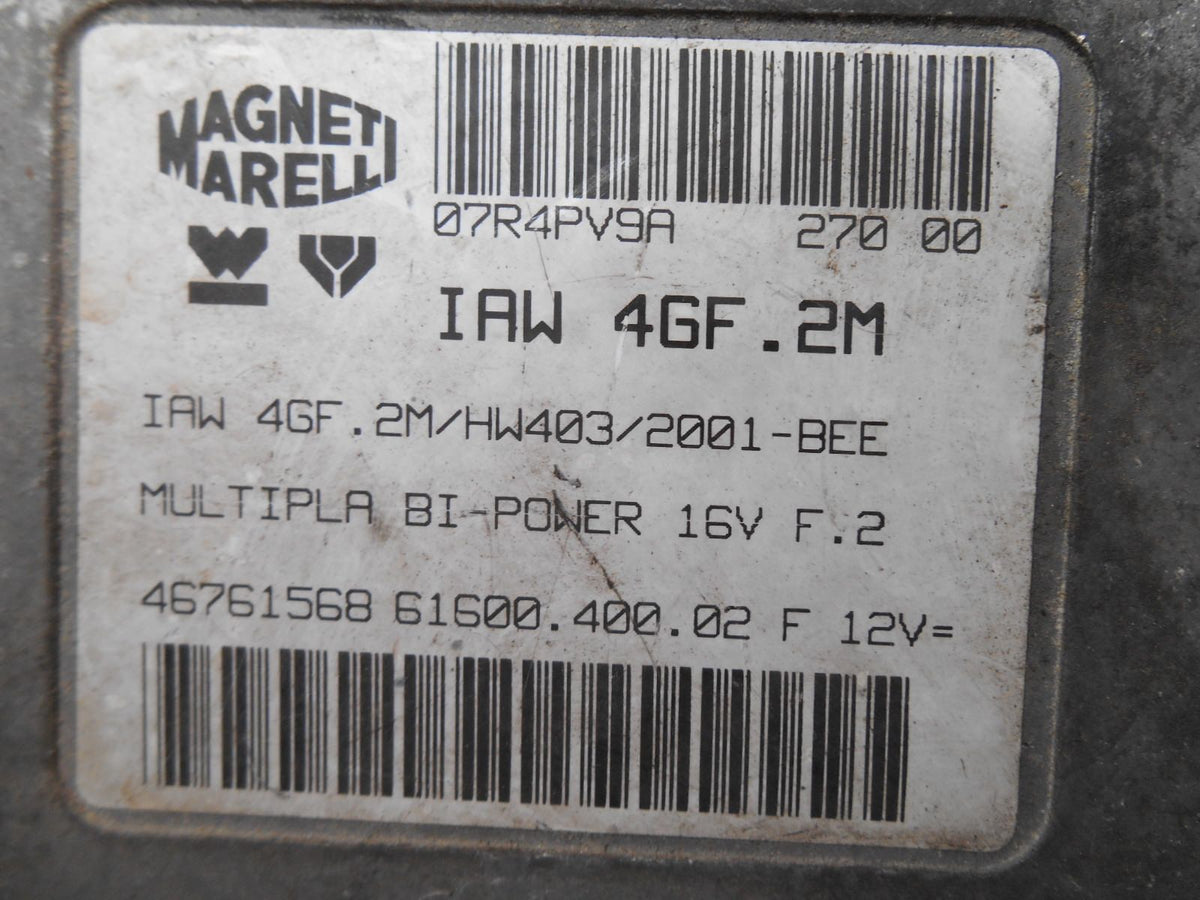 MAGNETI
MARELLI
07R4PV9A 270 00
IAW 4GF.2M
IAW 4GF.2M/HW403/2001-BEE
MULTIPLA BI-POWER 16V F.2
46761568 61600.400.02 F 12V=